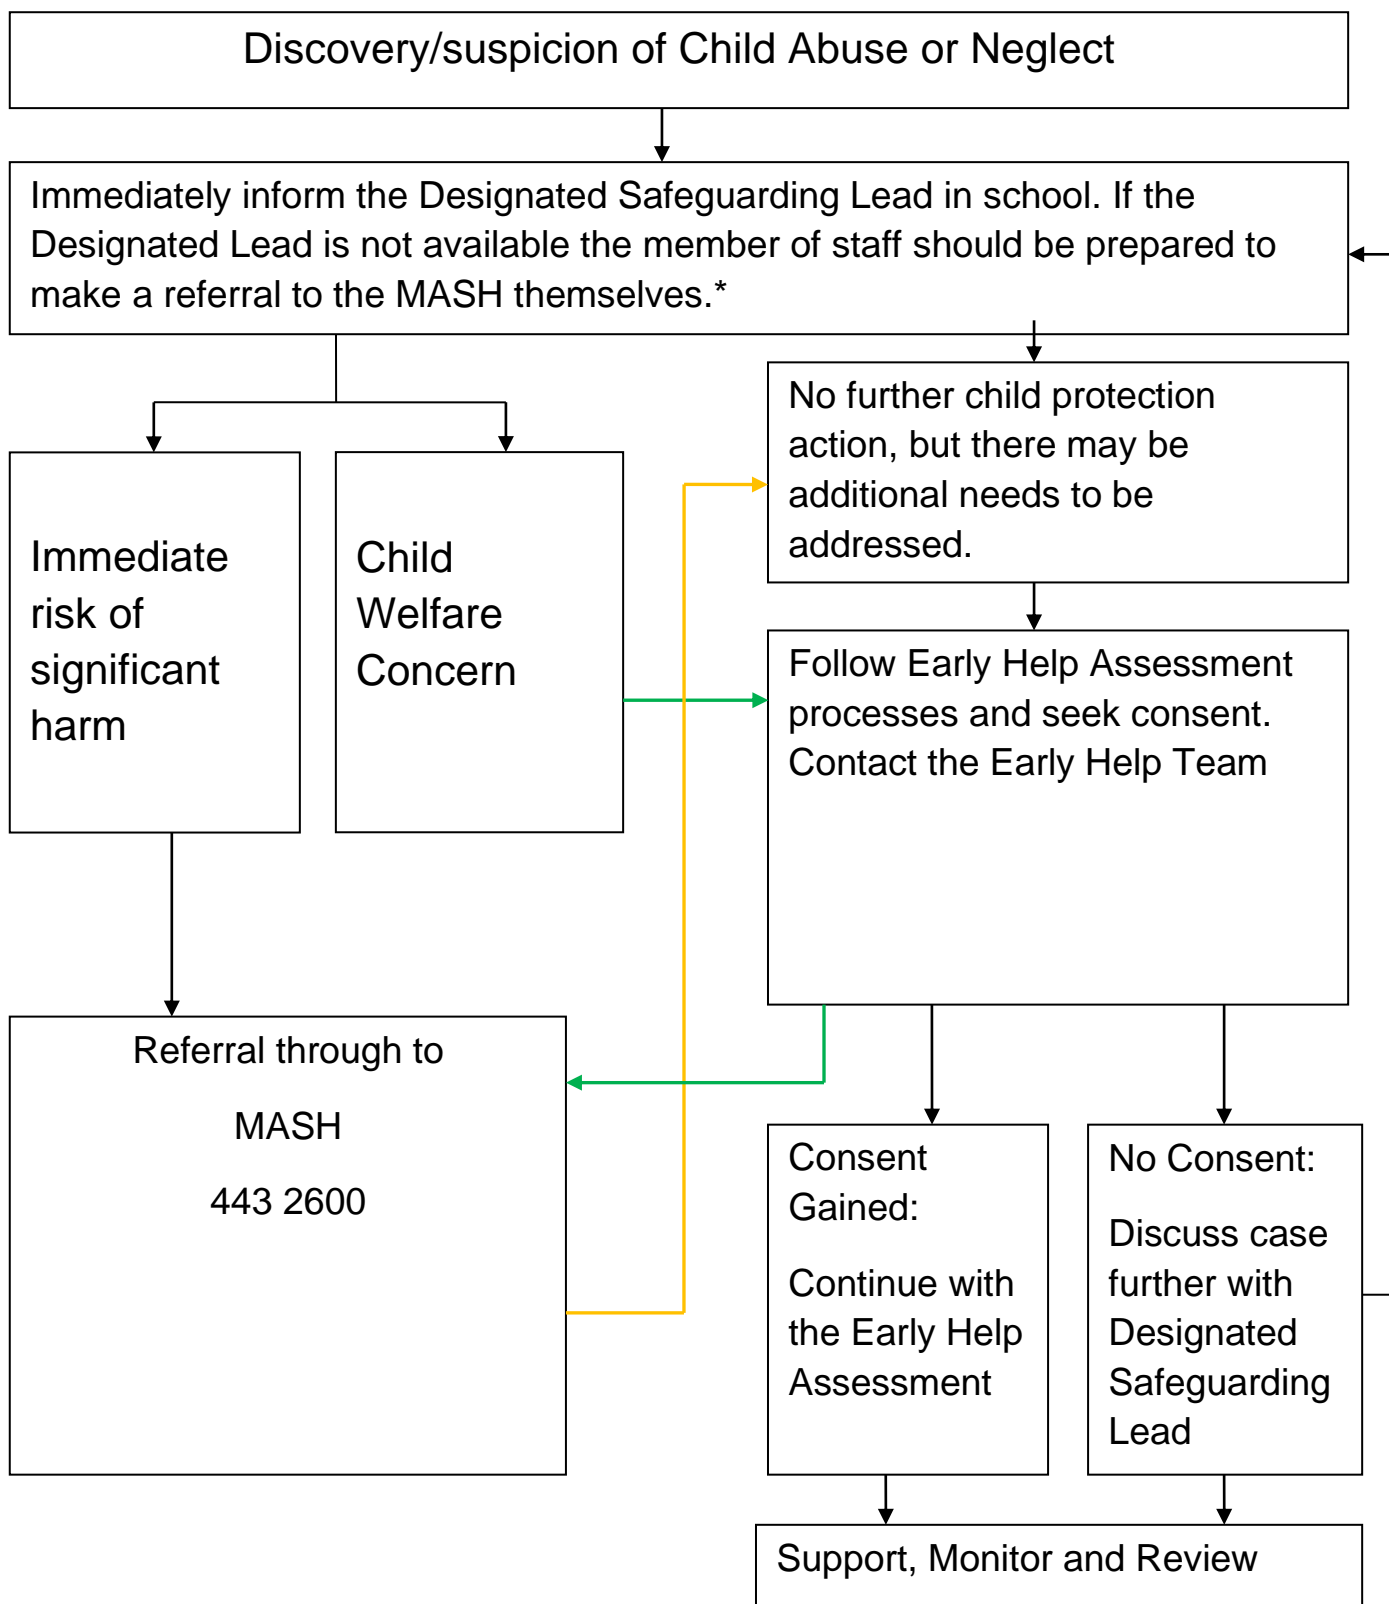 Discovery/suspicion of Child Abuse or Neglect
Immediately inform the Designated Safeguarding Lead in school. If the
Designated Lead is not available the member of staff should be prepared to
make a referral to the MASH themselves.*
No further child protection
action, but there may be
additional needs to be
addressed.
Immediate
risk of
significant
harm
Child
Welfare
Concern
Follow Early Help Assessment
processes and seek consent.
Contact the Early Help Team
Referral through to
MASH
443 2600
Consent
Gained:
Continue with
the Early Help
Assessment
No Consent:
Discuss case
further with
Designated
Safeguarding
Lead
Support, Monitor and Review